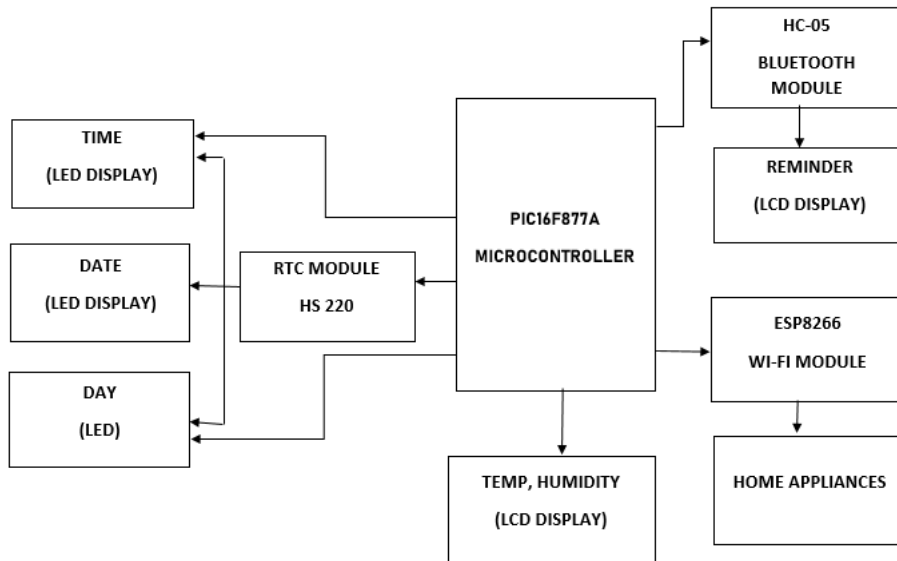 HC-05
BLUETOOTH
MODULE
TIME
(LED DISPLAY)
REMINDER
(LCD DISPLAY)
PIC16F877A
MICROCONTROLLER
DATE
(LED DISPLAY)
RTC MODULE
HS 220
ESP8266
WI-FI MODULE
DAY
(LED)
TEMP, HUMIDITY
(LCD DISPLAY)
HOME APPLIANCES